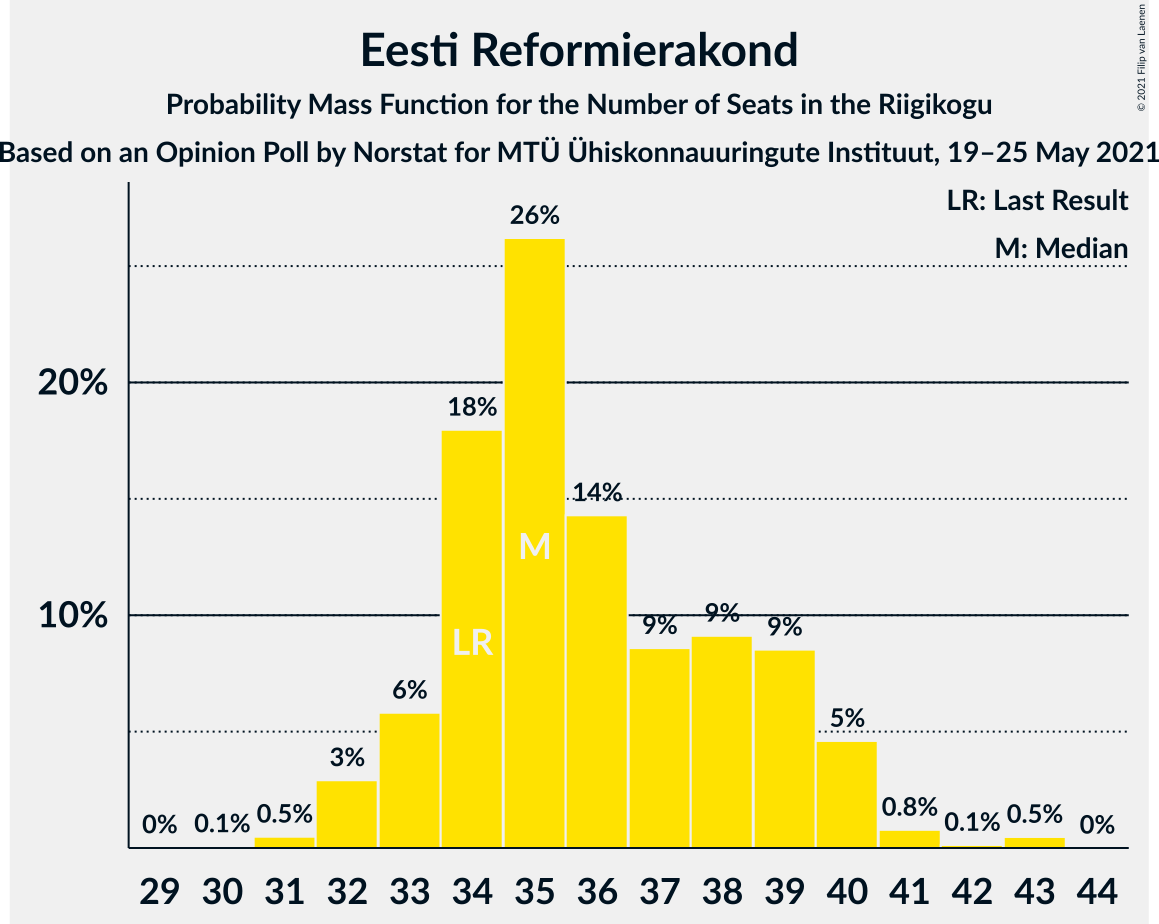 Eesti Reformierakond
Probability Mass Function for the Number of Seats in the Riigikogu
Based on an Opinion Poll by Norstat for MTÜ Ühiskonnauuringute Instituut, 19–25 May 2021
© 2021 Filip van Laenen
LR: Last Result
M: Median
26%
20%
18%
14%
M
10%
9%
9%
9%
LR
6%
5%
3%
0%
0.1%
0.5%
0.8%
0.1%
0.5%
0%
29 30 31 32 33 34 35 36 37 38 39 40 41 42 43 44